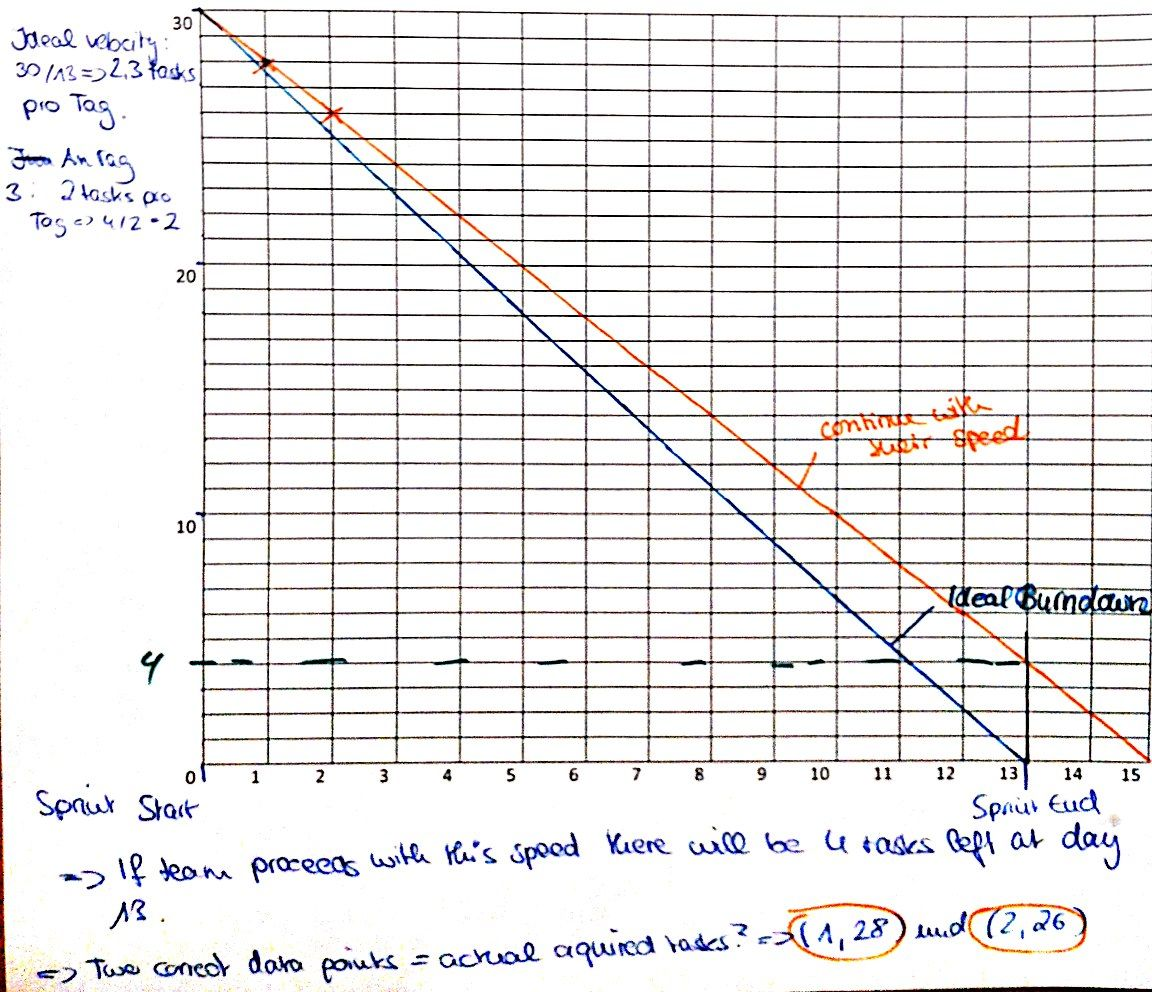 30
Ideal velocity:
30/13 => 2,3 tasks
pro Tag.
An Tag
3: 2 tasks pro
Tag => 4/2 = 2
20
continue with
their speed
10
Ideal Burndown
4
0 1 2 3 4 5 6 7 8 9 10 11 12 13 14 15
Sprint Start
Sprint End
=> If team proceeds with this speed there will be 4 tasks left at day
13.
=> Two correct data points = actual acquired tasks? => (1, 28) und (2, 26)